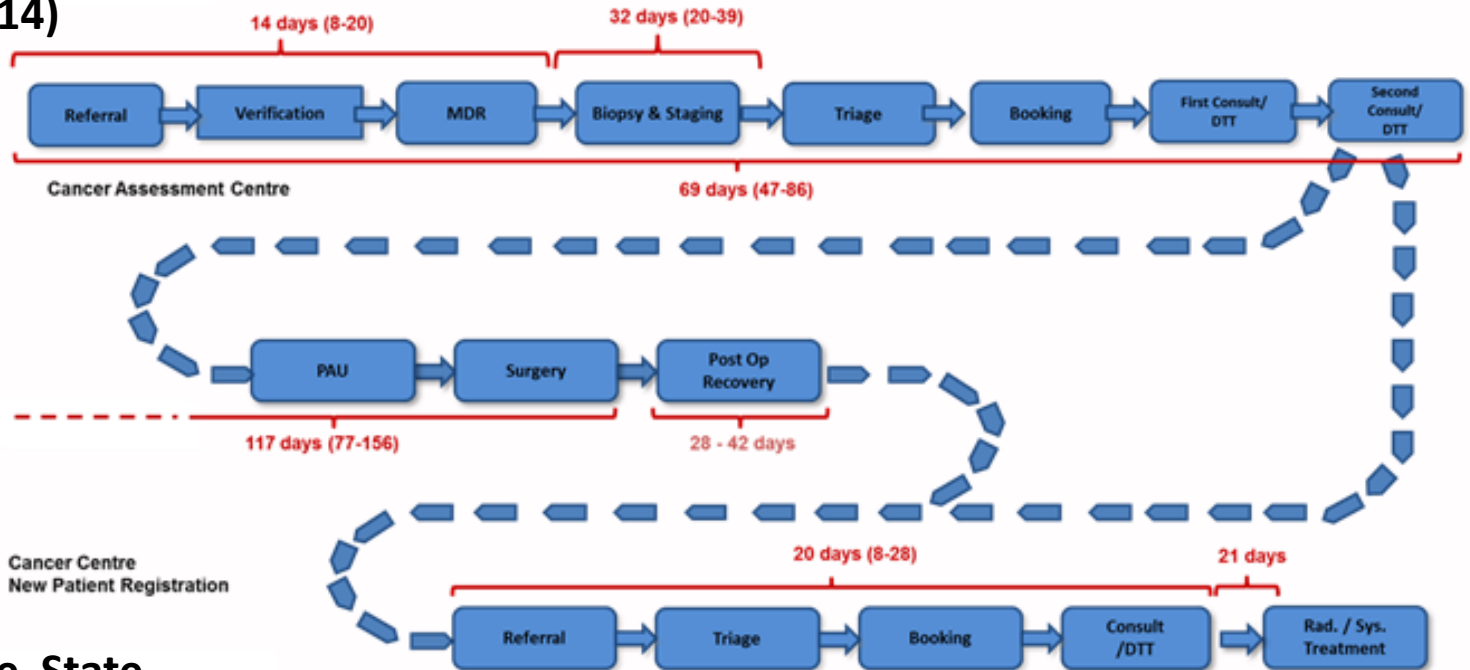 14)
14 days (8-20)
32 days (20-39)
Referral
Verification
MDR
Biopsy & Staging
Triage
Booking
First Consult/
DTT
Second
Consult/
DTT
Cancer Assessment Centre
69 days (47-86)
PAU
Surgery
Post Op
Recovery
117 days (77-156)
28 - 42 days
Cancer Centre
New Patient Registration
20 days (8-28)
21 days
Referral
Triage
Booking
Consult
/DTT
Rad. / Sys.
Treatment